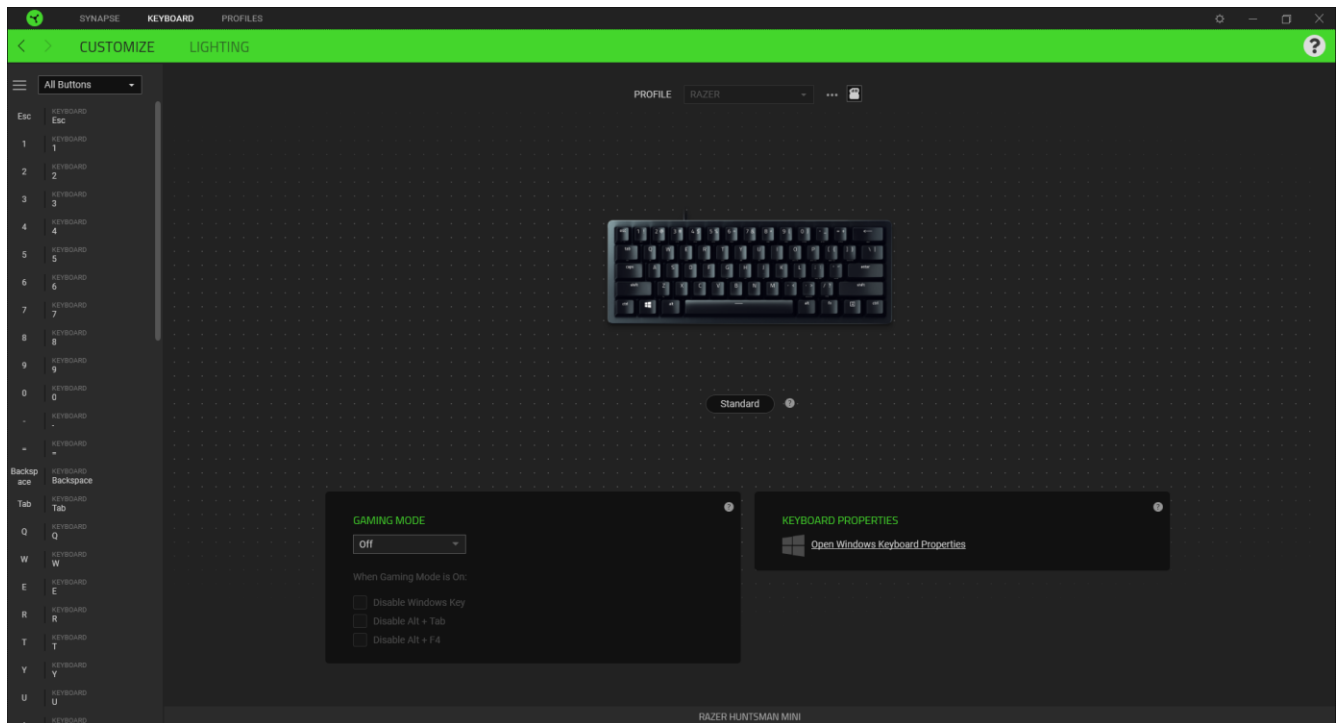 SYNAPSE KEYBOARD PROFILES
CUSTOMIZE LIGHTING
?
All Buttons
PROFILE RAZER
Esc KEYBOARD
Esc
1 KEYBOARD
1
2 KEYBOARD
2
3 KEYBOARD
3
4 KEYBOARD
4
5 KEYBOARD
5
6 KEYBOARD
6
7 KEYBOARD
7
8 KEYBOARD
8
9 KEYBOARD
9
0 KEYBOARD
0
KEYBOARD
KEYBOARD
=
Backsp
ace
KEYBOARD
Backspace
Tab KEYBOARD
Tab
Q KEYBOARD
Q
W KEYBOARD
W
E KEYBOARD
E
R KEYBOARD
R
T KEYBOARD
T
Y KEYBOARD
Y
U KEYBOARD
U
KEYBOARD
Standard ?
GAMING MODE ?
Off
When Gaming Mode is On:
Disable Windows Key
Disable Alt + Tab
Disable Alt + F4
KEYBOARD PROPERTIES ?
Open Windows Keyboard Properties
RAZER HUNTSMAN MINI